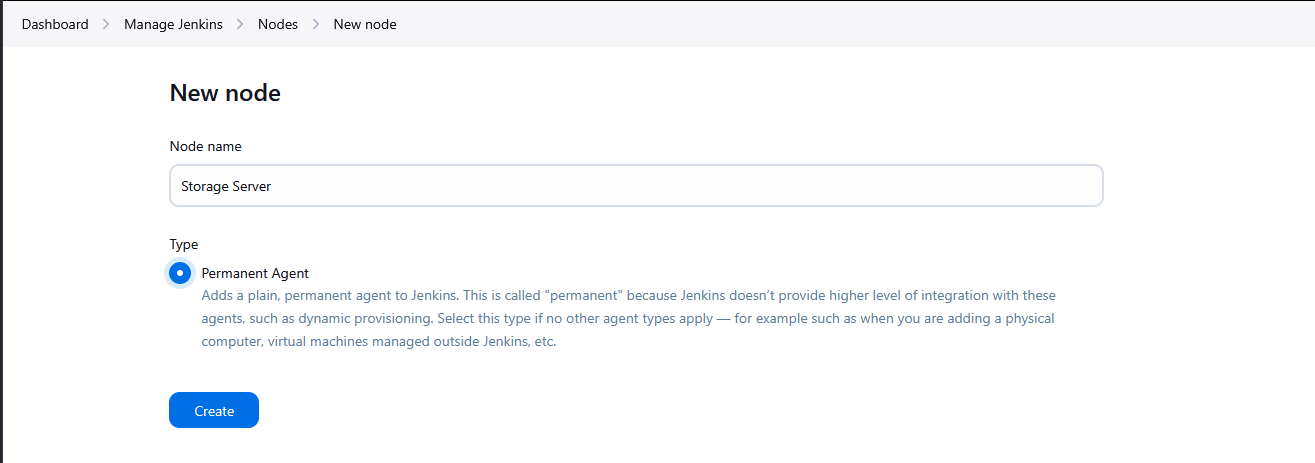 Dashboard > Manage Jenkins > Nodes > New node
New node
Node name
Storage Server
Type
Permanent Agent
Adds a plain, permanent agent to Jenkins. This is called "permanent" because Jenkins doesn't provide higher level of integration with these
agents, such as dynamic provisioning. Select this type if no other agent types apply — for example such as when you are adding a physical
computer, virtual machines managed outside Jenkins, etc.
Create